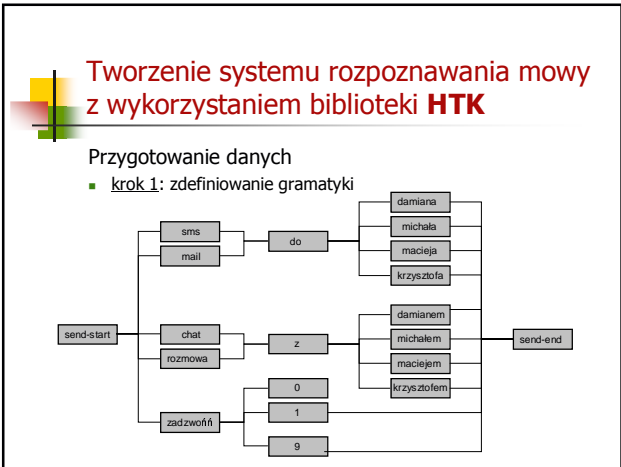 Tworzenie systemu rozpoznawania mowy
z wykorzystaniem biblioteki HTK
Przygotowanie danych
krok 1: zdefiniowanie gramatyki
send-start
sms
mail
do
damiana
michała
macieja
krzysztofa
chat
rozmowa
z
damianem
michałem
maciejem
krzysztofem
zadzwońń
0
1
9
send-end